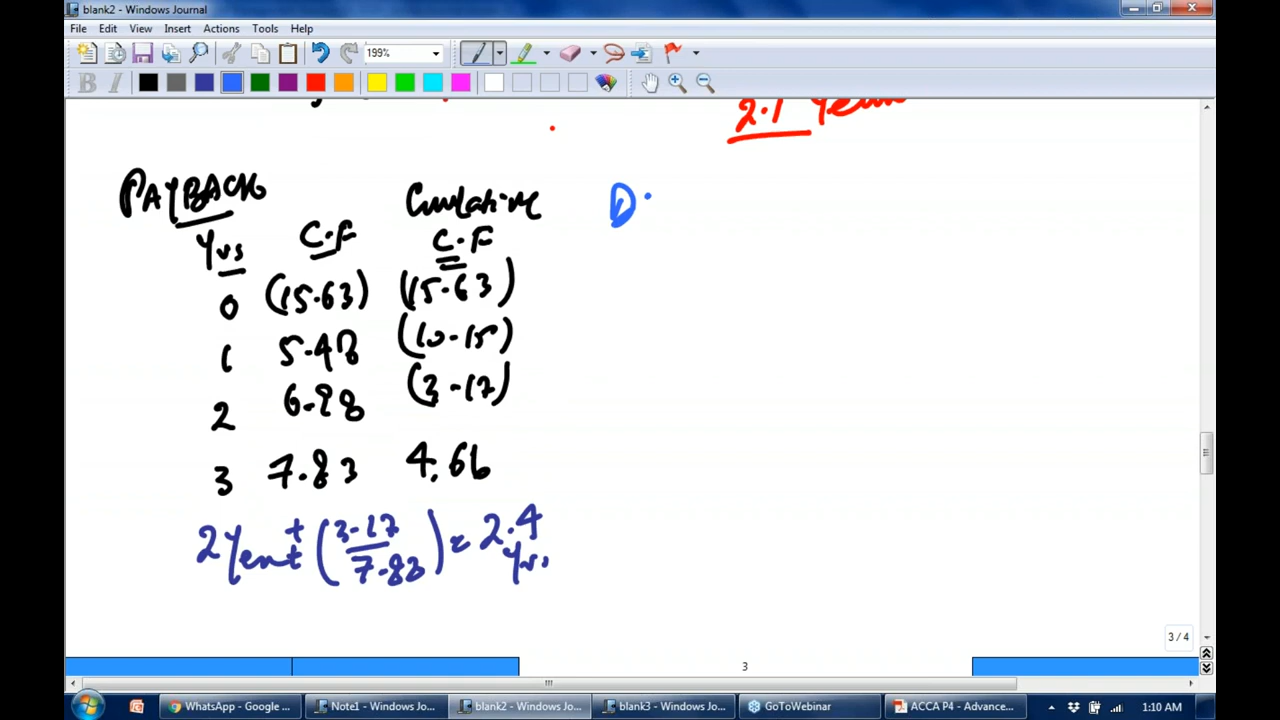 blank2 - Windows Journal
File Edit View Insert Actions Tools Help
199%
B I
2.1 Years
PAYBACK
Yrs C.F Cumulative C.F
D.
0 (15.63) (15.63)
1 5.48 (10.15)
2 6.98 (3.17)
3 7.83 4.66
2 Year + (3.17 / 7.83) = 2.4 Yrs.
3 / 4
3
WhatsApp - Google ... Note1 - Windows Jo... blank2 - Windows Jo... blank3 - Windows Jo... GoToWebinar ACCA P4 - Advance... 1:10 AM